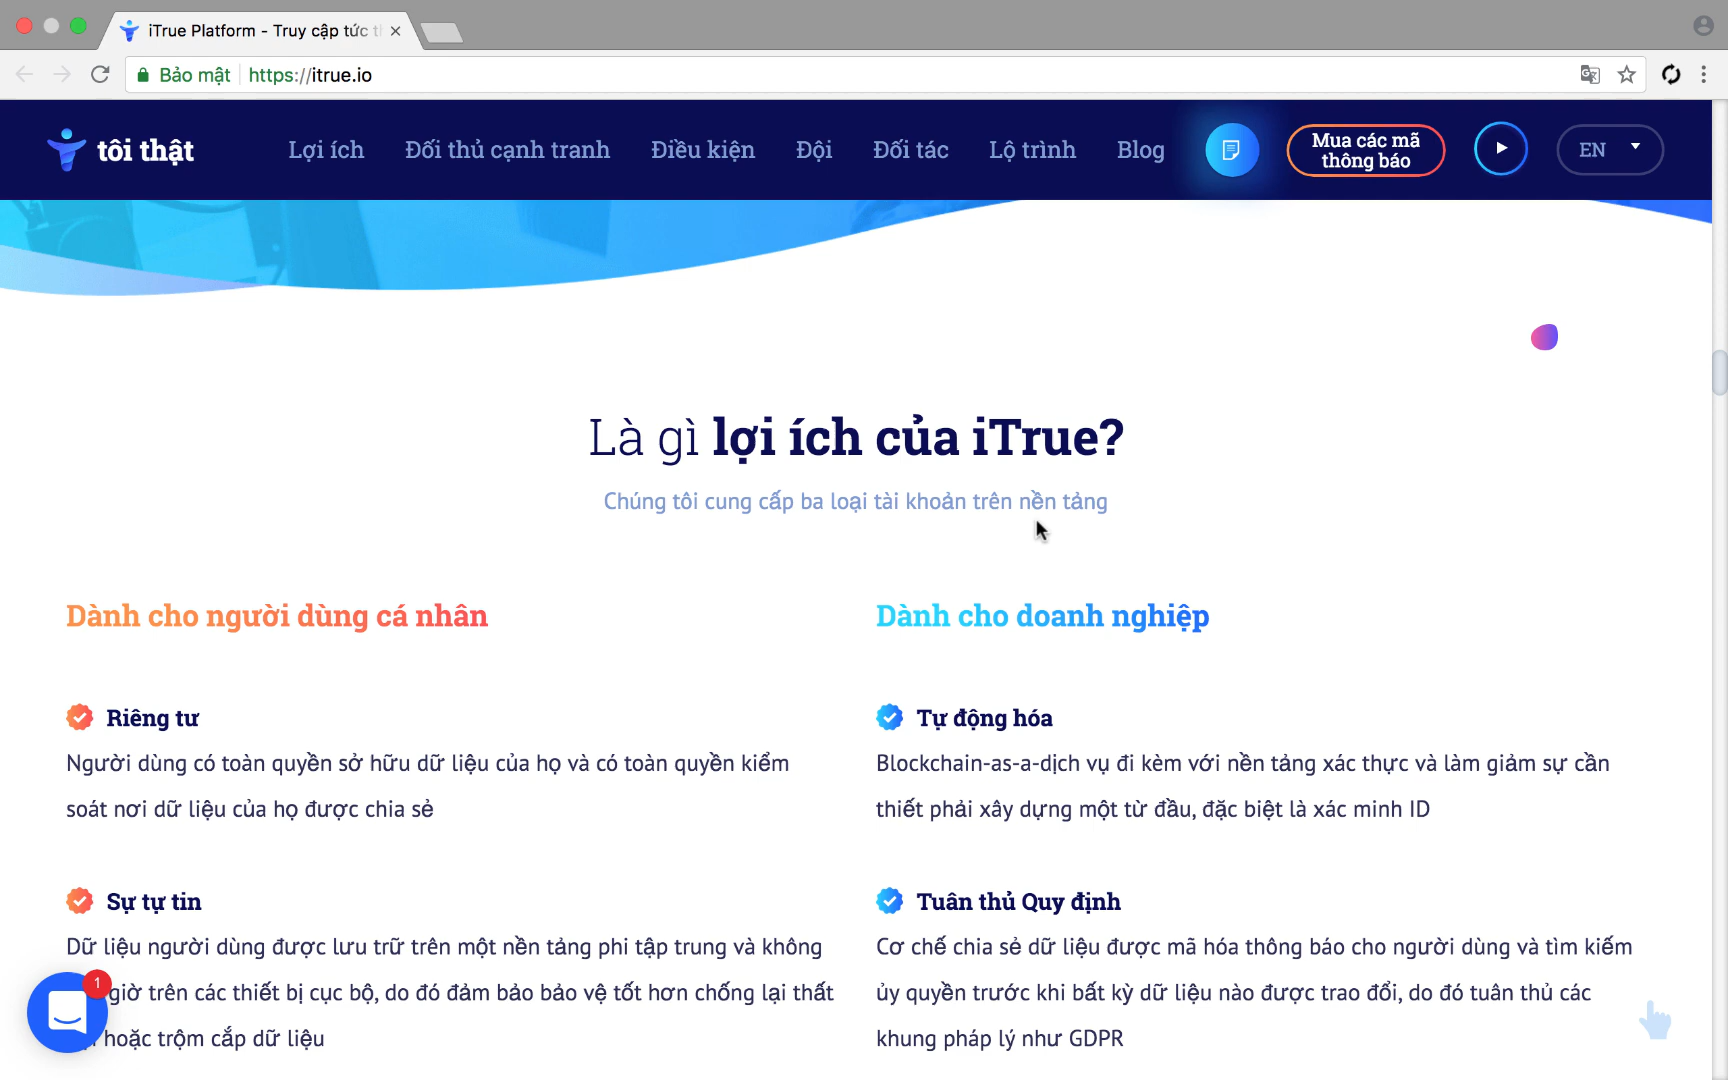 iTrue Platform - Truy cập tức
Bảo mật https://itrue.io
tôi thật
Lợi ích
Đối thủ cạnh tranh
Điều kiện
Đội
Đối tác
Lộ trình
Blog
Mua các mã
thông báo
EN
Là gì lợi ích của iTrue?
Chúng tôi cung cấp ba loại tài khoản trên nền tảng
Dành cho người dùng cá nhân
Riêng tư
Người dùng có toàn quyền sở hữu dữ liệu của họ và có toàn quyền kiểm
soát nơi dữ liệu của họ được chia sẻ
Sự tự tin
Dữ liệu người dùng được lưu trữ trên một nền tảng phi tập trung và không
giờ trên các thiết bị cục bộ, do đó đảm bảo bảo vệ tốt hơn chống lại thất
hoặc trộm cắp dữ liệu
1
Dành cho doanh nghiệp
Tự động hóa
Blockchain-as-a-dịch vụ đi kèm với nền tảng xác thực và làm giảm sự cần
thiết phải xây dựng một từ đầu, đặc biệt là xác minh ID
Tuân thủ Quy định
Cơ chế chia sẻ dữ liệu được mã hóa thông báo cho người dùng và tìm kiếm
ủy quyền trước khi bất kỳ dữ liệu nào được trao đổi, do đó tuân thủ các
khung pháp lý như GDPR